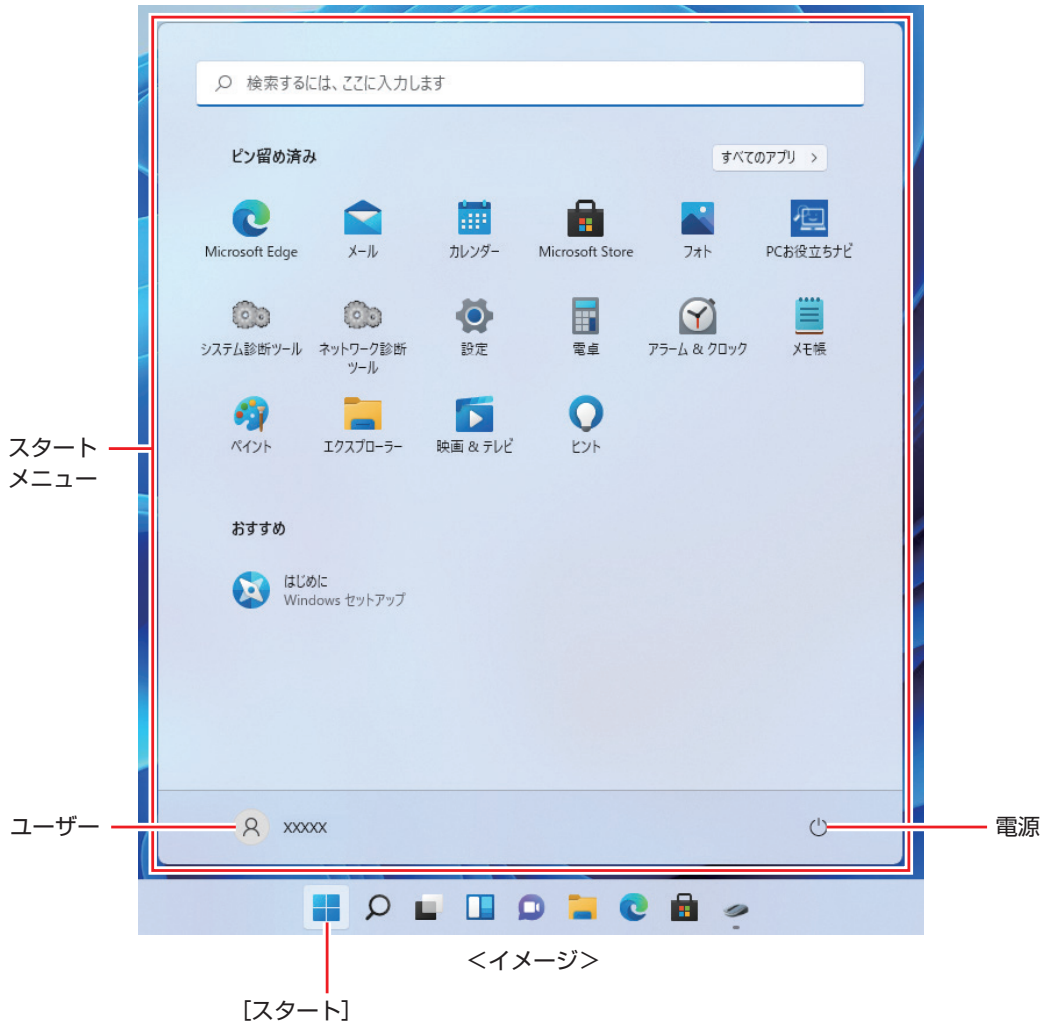 検索するには、ここに入力します
ピン留め済み
すべてのアプリ >
Microsoft Edge
メール
カレンダー
Microsoft Store
フォト
PCお役立ちナビ
システム診断ツール
ネットワーク診断
ツール
設定
電卓
アラーム & クロック
メモ帳
ペイント
エクスプローラー
映画 & テレビ
ヒント
スタート
メニュー
おすすめ
はじめに
Windows セットアップ
ユーザー
xxxxx
電源
＜イメージ＞
[スタート]